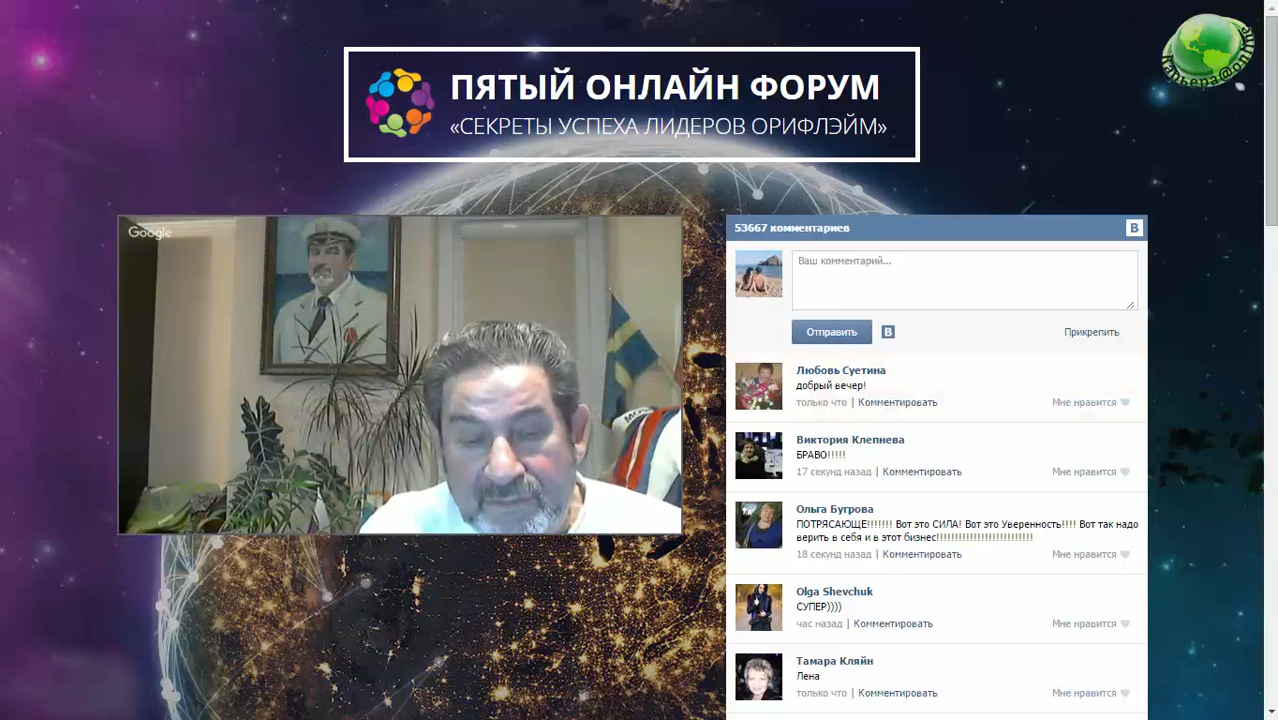 карьера@online
ПЯТЫЙ ОНЛАЙН ФОРУМ
«СЕКРЕТЫ УСПЕХА ЛИДЕРОВ ОРИФЛЭЙМ»
Google
53667 комментариев
B
Ваш комментарий...
Отправить B
Прикрепить
Любовь Суетина
добрый вечер!
только что | Комментировать Мне нравится
Виктория Клепнева
БРАВО!!!!!
17 секунд назад | Комментировать Мне нравится
Ольга Бугрова
ПОТРЯСАЮЩЕ!!!!!!! Вот это СИЛА! Вот это Уверенность!!!! Вот так надо
верить в себя и в этот бизнес!!!!!!!!!!!!!!!!!!!!!!!!!!
18 секунд назад | Комментировать Мне нравится
Olga Shevchuk
СУПЕР))))
час назад | Комментировать Мне нравится
Тамара Кляйн
Лена
только что | Комментировать Мне нравится